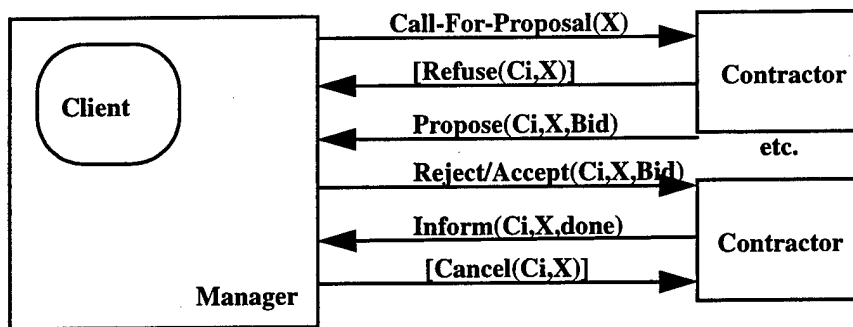 Call-For-Proposal(X)
[Refuse(Ci,X)]
Contractor
Client
Propose(Ci,X,Bid)
etc.
Reject/Accept(Ci,X,Bid)
Inform(Ci,X,done)
Contractor
[Cancel(Ci,X)]
Manager